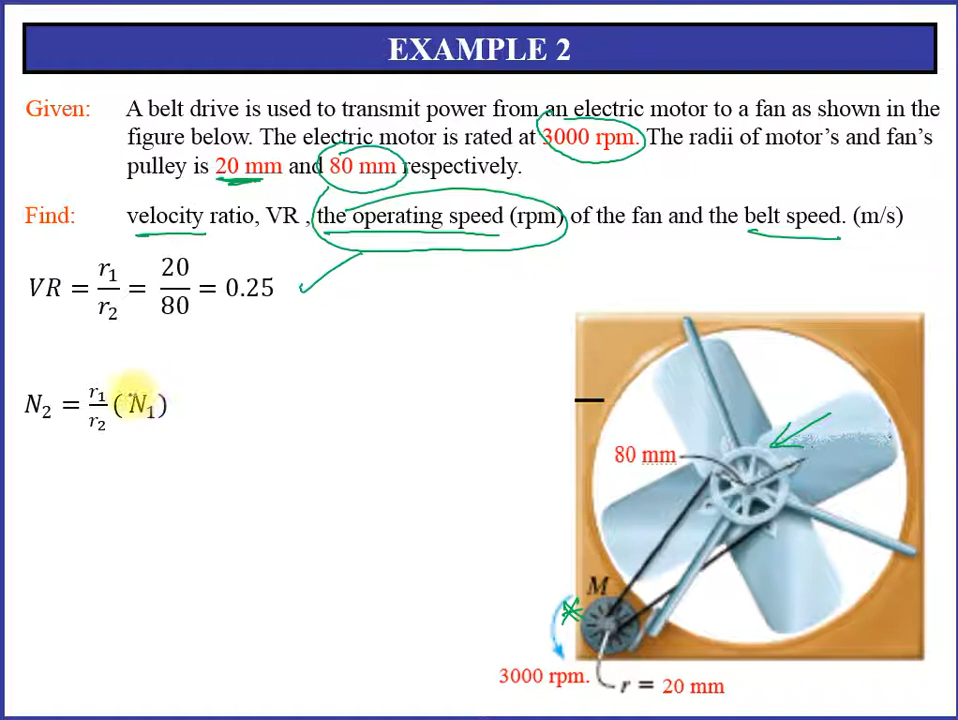 EXAMPLE 2
Given: A belt drive is used to transmit power from an electric motor to a fan as shown in the
figure below. The electric motor is rated at 3000 rpm. The radii of motor's and fan's
pulley is 20 mm and 80 mm respectively.
Find: velocity ratio, VR , the operating speed (rpm) of the fan and the belt speed. (m/s)
VR = r₁/r₂ = 20/80 = 0.25
N₂ = r₁/r₂ ( N₁)
80 mm
M
3000 rpm.
r = 20 mm